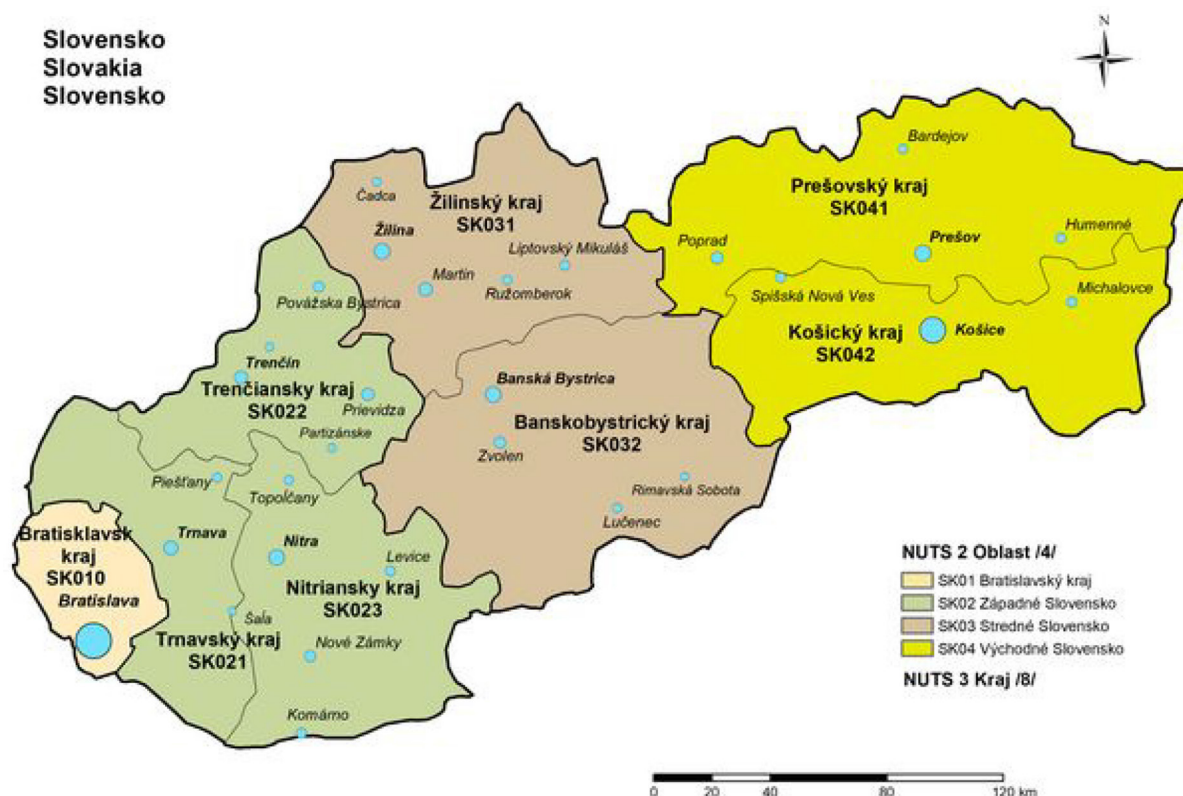 Slovensko
Slovakia
Slovensko
N
Bardejov
Prešovský kraj
SK041
Čadca
Žilinský kraj
SK031
Žilina
Humenné
Prešov
Poprad
Liptovský Mikuláš
Martin
Ružomberok
Spišská Nová Ves
Michalovce
Považska Bystrica
Košický kraj
SK042
Košice
Trenčín
Trenčiansky kraj
SK022
Prievidza
Partizánske
Banská Bystrica
Banskobystrický kraj
SK032
Zvolen
Rimavská Sobota
Lučenec
Piešťany
Topoľčany
Bratisklavsk
kraj
SK010
Bratislava
Trnava
Nitra
Levice
Nitriansky kraj
SK023
Šaľa
Trnavský kraj
SK021
Nové Zámky
Komárno
NUTS 2 Oblast /4/
SK01 Bratislavský kraj
SK02 Západné Slovensko
SK03 Stredné Slovensko
SK04 Východné Slovensko
NUTS 3 Kraj /8/
0 20 40 80 120 km